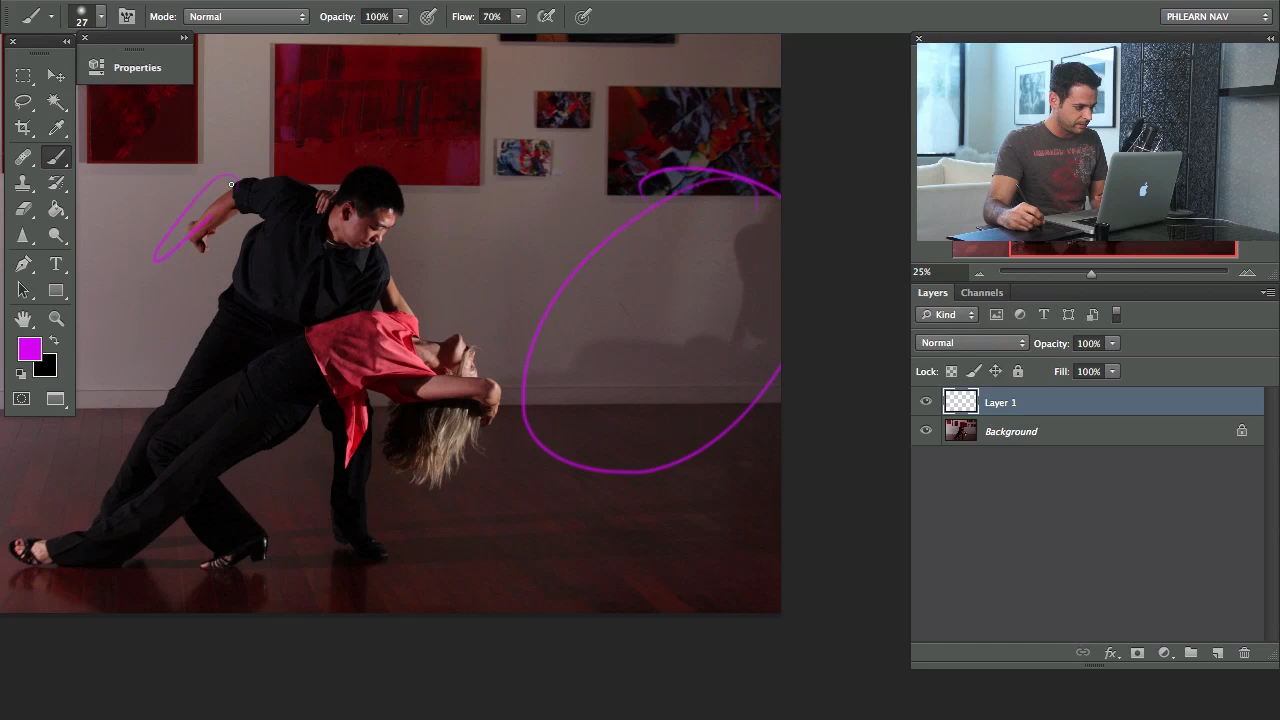 27 Mode: Normal Opacity: 100% Flow: 70% PHLEARN NAV
Properties
25%
Layers Channels
Kind
Normal Opacity: 100%
Lock: Fill: 100%
Layer 1
Background
fx